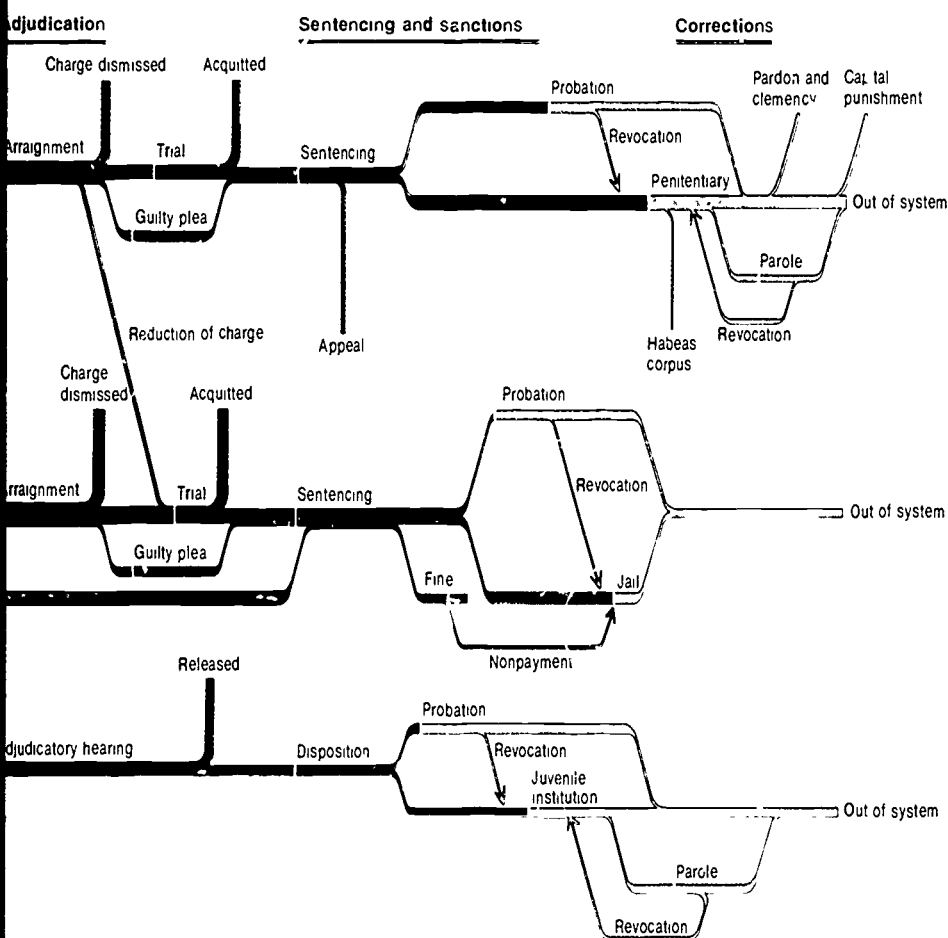 Adjudication
Sentencing and sanctions
Corrections
Charge dismissed
Acquitted
Probation
Pardon and
clemency
Capital
punishment
Arraignment
Trial
Sentencing
Revocation
Penitentiary
Out of system
Guilty plea
Parole
Reduction of charge
Appeal
Habeas
corpus
Revocation
Charge
dismissed
Acquitted
Probation
Arraignment
Trial
Sentencing
Revocation
Out of system
Guilty plea
Fine
Jail
Nonpayment
Released
Probation
djudicatory hearing
Disposition
Revocation
Juvenile
institution
Out of system
Parole
Revocation